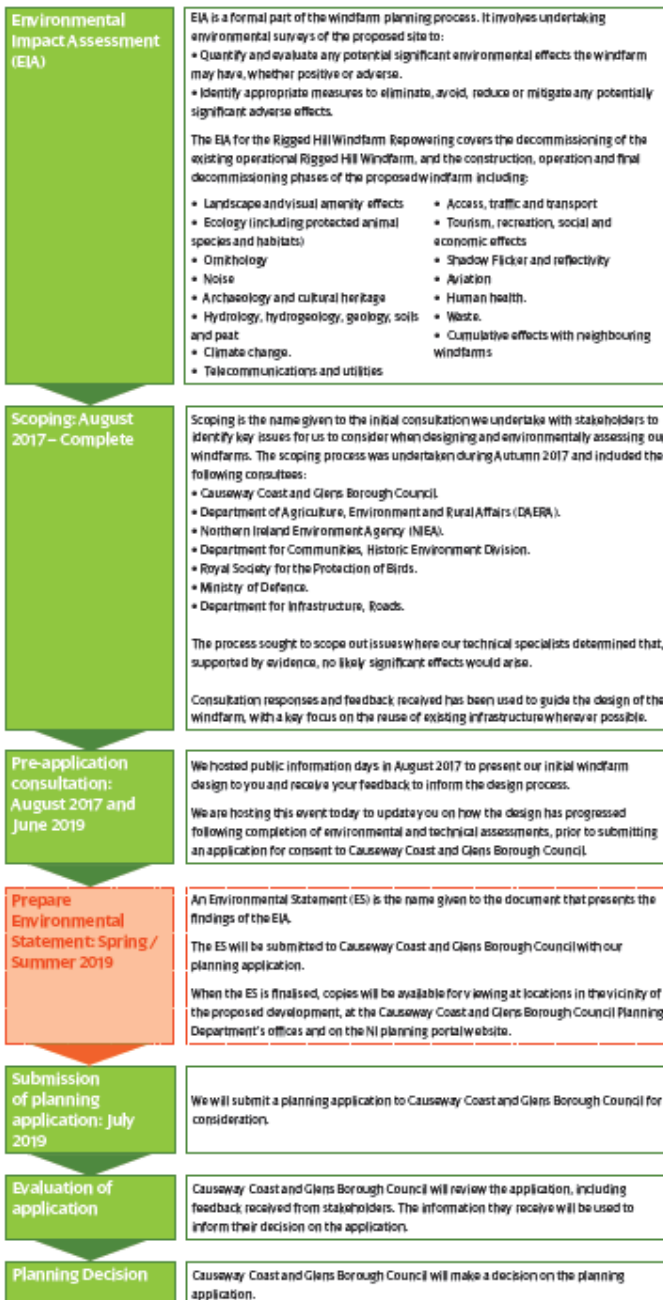 Environmental
Impact Assessment
(EIA)
EIA is a formal part of the windfarm planning process. It involves undertaking
environmental surveys of the proposed site to:
• Quantify and evaluate any potential significant environmental effects the windfarm
may have, whether positive or adverse.
• Identify appropriate measures to eliminate, avoid, reduce or mitigate any potentially
significant adverse effects.
The EIA for the Rigged Hill Windfarm Repowering covers the decommissioning of the
existing operational Rigged Hill Windfarm, and the construction, operation and final
decommissioning phases of the proposed windfarm including:
• Landscape and visual amenity effects
• Ecology (including protected animal
species and habitats)
• Ornithology
• Noise
• Archaeology and cultural heritage
• Hydrology, hydrogeology, geology, soils
and peat
• Climate change.
• Telecommunications and utilities
• Access, traffic and transport
• Tourism, recreation, social and
economic effects
• Shadow Flicker and reflectivity
• Aviation
• Human health.
• Waste.
• Cumulative effects with neighbouring
windfarms
Scoping: August
2017 – Complete
Scoping is the name given to the initial consultation we undertake with stakeholders to
identify key issues for us to consider when designing and environmentally assessing our
windfarms. The scoping process was undertaken during Autumn 2017 and included the
following consultees:
• Causeway Coast and Glens Borough Council.
• Department of Agriculture, Environment and Rural Affairs (DAERA).
• Northern Ireland Environment Agency (NIEA).
• Department for Communities, Historic Environment Division.
• Royal Society for the Protection of Birds.
• Ministry of Defence.
• Department for Infrastructure, Roads.
The process sought to scope out issues where our technical specialists determined that,
supported by evidence, no likely significant effects would arise.
Consultation responses and feedback received has been used to guide the design of the
windfarm, with a key focus on the reuse of existing infrastructure wherever possible.
Pre-application
consultation:
August 2017 and
June 2019
We hosted public information days in August 2017 to present our initial windfarm
design to you and receive your feedback to inform the design process.
We are hosting this event today to update you on how the design has progressed
following completion of environmental and technical assessments, prior to submitting
an application for consent to Causeway Coast and Glens Borough Council.
Prepare
Environmental
Statement: Spring /
Summer 2019
An Environmental Statement (ES) is the name given to the document that presents the
findings of the EIA.
The ES will be submitted to Causeway Coast and Glens Borough Council with our
planning application.
When the ES is finalised, copies will be available for viewing at locations in the vicinity of
the proposed development, at the Causeway Coast and Glens Borough Council Planning
Department's offices and on the NI planning portal website.
Submission
of planning
application: July
2019
We will submit a planning application to Causeway Coast and Glens Borough Council for
consideration.
Evaluation of
application
Causeway Coast and Glens Borough Council will review the application, including
feedback received from stakeholders. The information they receive will be used to
inform their decision on the application.
Planning Decision
Causeway Coast and Glens Borough Council will make a decision on the planning
application.